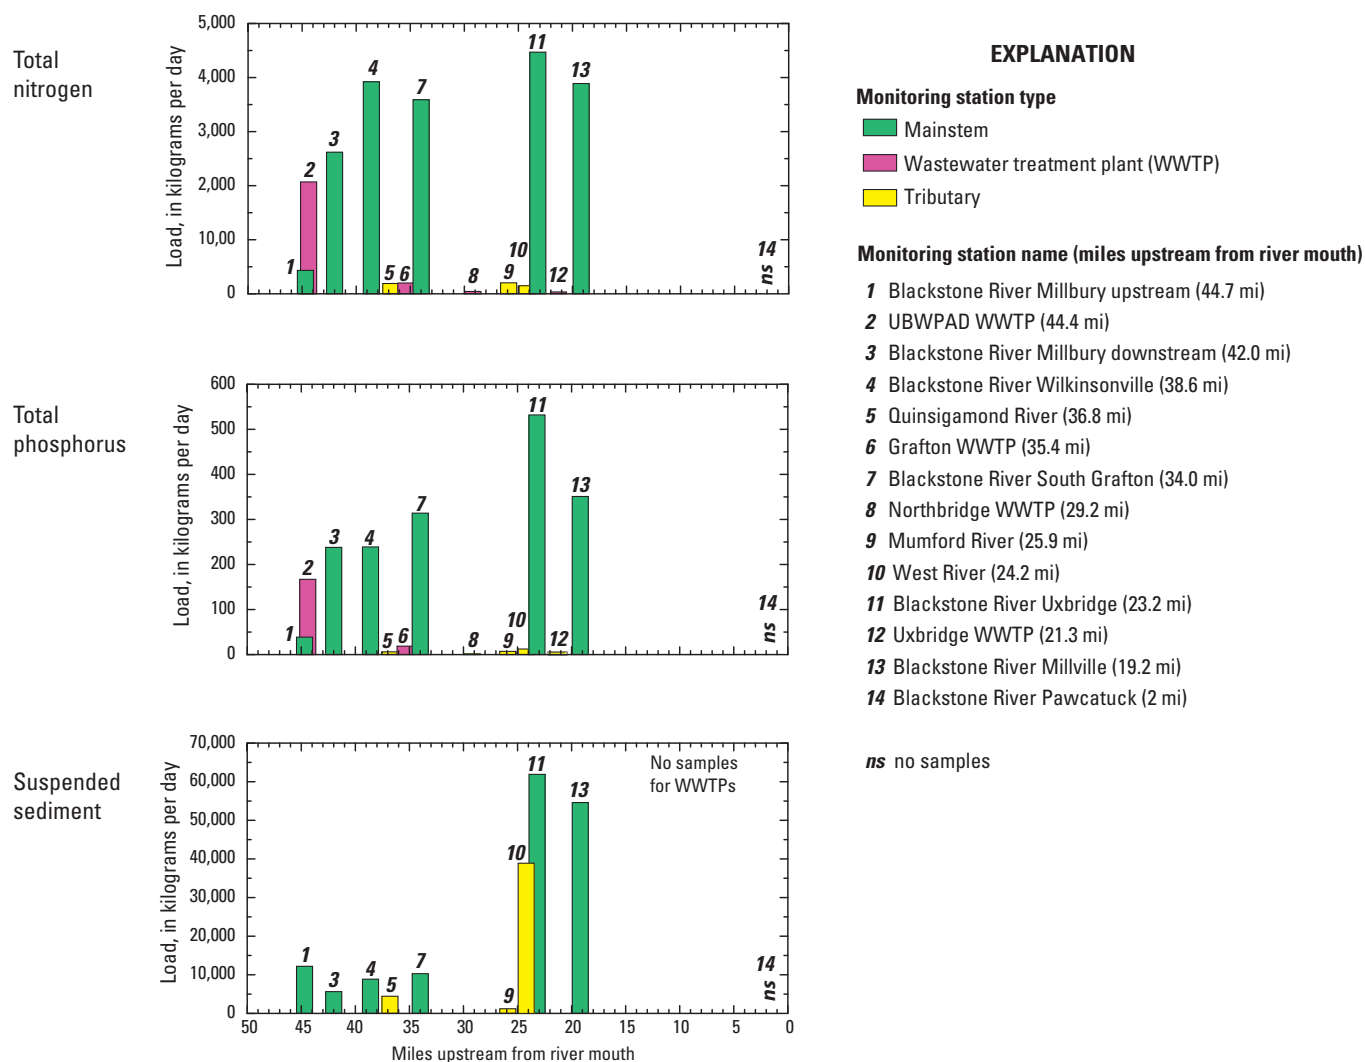 Total
nitrogen
Load, in kilograms per day
5,000
4,000
3,000
2,000
10,00
0
1
2
3
4
5
6
7
8
9
10
11
12
13
14
ns
Total
phosphorus
Load, in kilograms per day
600
500
400
300
200
100
0
1
2
3
4
5
6
7
8
9
10
11
12
13
14
ns
Suspended
sediment
Load, in kilograms per day
70,000
60,000
50,000
40,000
30,000
20,000
10,000
0
1
3
4
5
7
9
10
11
13
14
ns
No samples
for WWTPs
50 45 40 35 30 25 20 15 10 5 0
Miles upstream from river mouth
EXPLANATION
Monitoring station type
Mainstem
Wastewater treatment plant (WWTP)
Tributary
Monitoring station name (miles upstream from river mouth)
1 Blackstone River Millbury upstream (44.7 mi)
2 UBWPAD WWTP (44.4 mi)
3 Blackstone River Millbury downstream (42.0 mi)
4 Blackstone River Wilkinsonville (38.6 mi)
5 Quinsigamond River (36.8 mi)
6 Grafton WWTP (35.4 mi)
7 Blackstone River South Grafton (34.0 mi)
8 Northbridge WWTP (29.2 mi)
9 Mumford River (25.9 mi)
10 West River (24.2 mi)
11 Blackstone River Uxbridge (23.2 mi)
12 Uxbridge WWTP (21.3 mi)
13 Blackstone River Millville (19.2 mi)
14 Blackstone River Pawcatuck (2 mi)
ns no samples